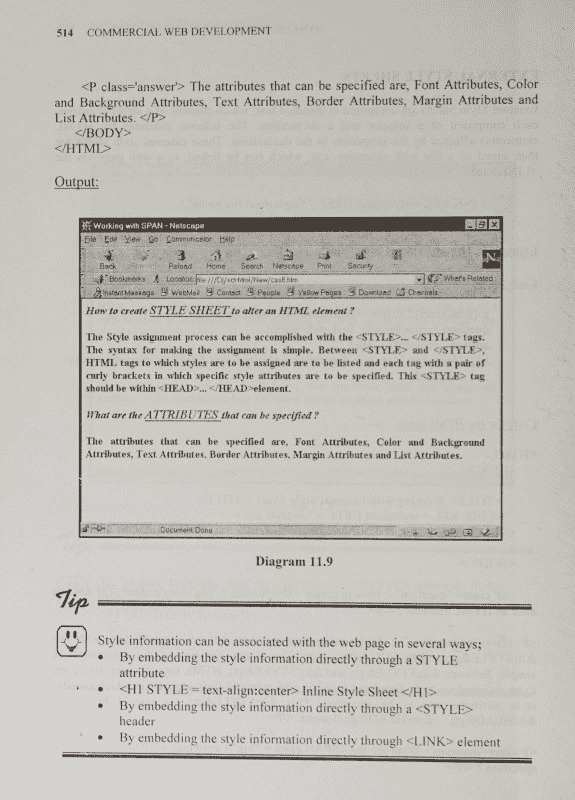 514 COMMERCIAL WEB DEVELOPMENT
<P class='answer'> The attributes that can be specified are, Font Attributes, Color
and Background Attributes, Text Attributes, Border Attributes, Margin Attributes and
List Attributes. </P>
</BODY>
</HTML>
Output:
Working with SPAN - Netscape
File Edit View Go Communicator Help
Back Reload Home Search Netscape Print Security
Bookmarks Location: What's Related
Instant Message WebMail Contact People Yellow Pages Download Channels
How to create STYLE SHEET to alter an HTML element ?
The Style assignment process can be accomplished with the <STYLE>... </STYLE> tags.
The syntax for making the assignment is simple. Between <STYLE> and </STYLE>,
HTML tags to which styles are to be assigned are to be listed and each tag with a pair of
curly brackets in which specific style attributes are to be specified. This <STYLE> tag
should be within <HEAD>... </HEAD>element.
What are the ATTRIBUTES that can be specified ?
The attributes that can be specified are, Font Attributes, Color and Background
Attributes, Text Attributes, Border Attributes, Margin Attributes and List Attributes.
Document Done
Diagram 11.9
Tip
Style information can be associated with the web page in several ways;
• By embedding the style information directly through a STYLE
attribute
• <H1 STYLE = text-align:center> Inline Style Sheet </H1>
• By embedding the style information directly through a <STYLE>
header
• By embedding the style information directly through <LINK> element